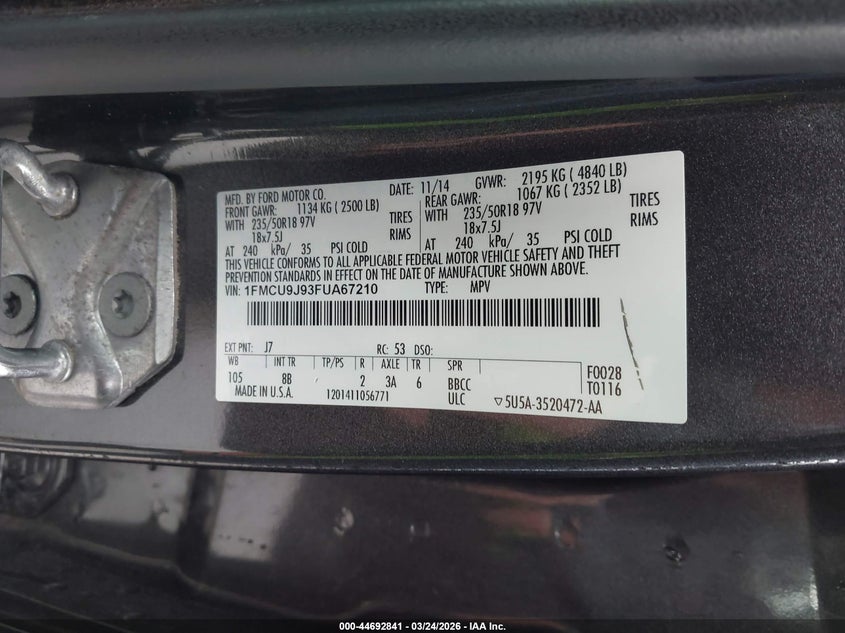 MFD. BY FORD MOTOR CO. DATE: 11/14 GVWR: 2195 KG ( 4840 LB)
FRONT GAWR: 1134 KG ( 2500 LB) REAR GAWR: 1067 KG ( 2352 LB)
WITH 235/50R18 97V TIRES WITH 235/50R18 97V TIRES
18x7.5J RIMS 18x7.5J RIMS
AT 240 kPa/ 35 PSI COLD AT 240 kPa/ 35 PSI COLD
THIS VEHICLE CONFORMS TO ALL APPLICABLE FEDERAL MOTOR VEHICLE SAFETY AND THEFT
PREVENTION STANDARDS IN EFFECT ON THE DATE OF MANUFACTURE SHOWN ABOVE.
VIN: 1FMCU9J93FUA67210 TYPE: MPV
EXT PNT: J7 RC: 53 DSO:
WB INT TR TP/PS R AXLE TR SPR F0028
105 8B 2 3A 6 BBCC T0116
MADE IN U.S.A. 1201411056771 ULC ▽5U5A-3520472-AA
000-44692841 - 03/24/2026 - IAA Inc.